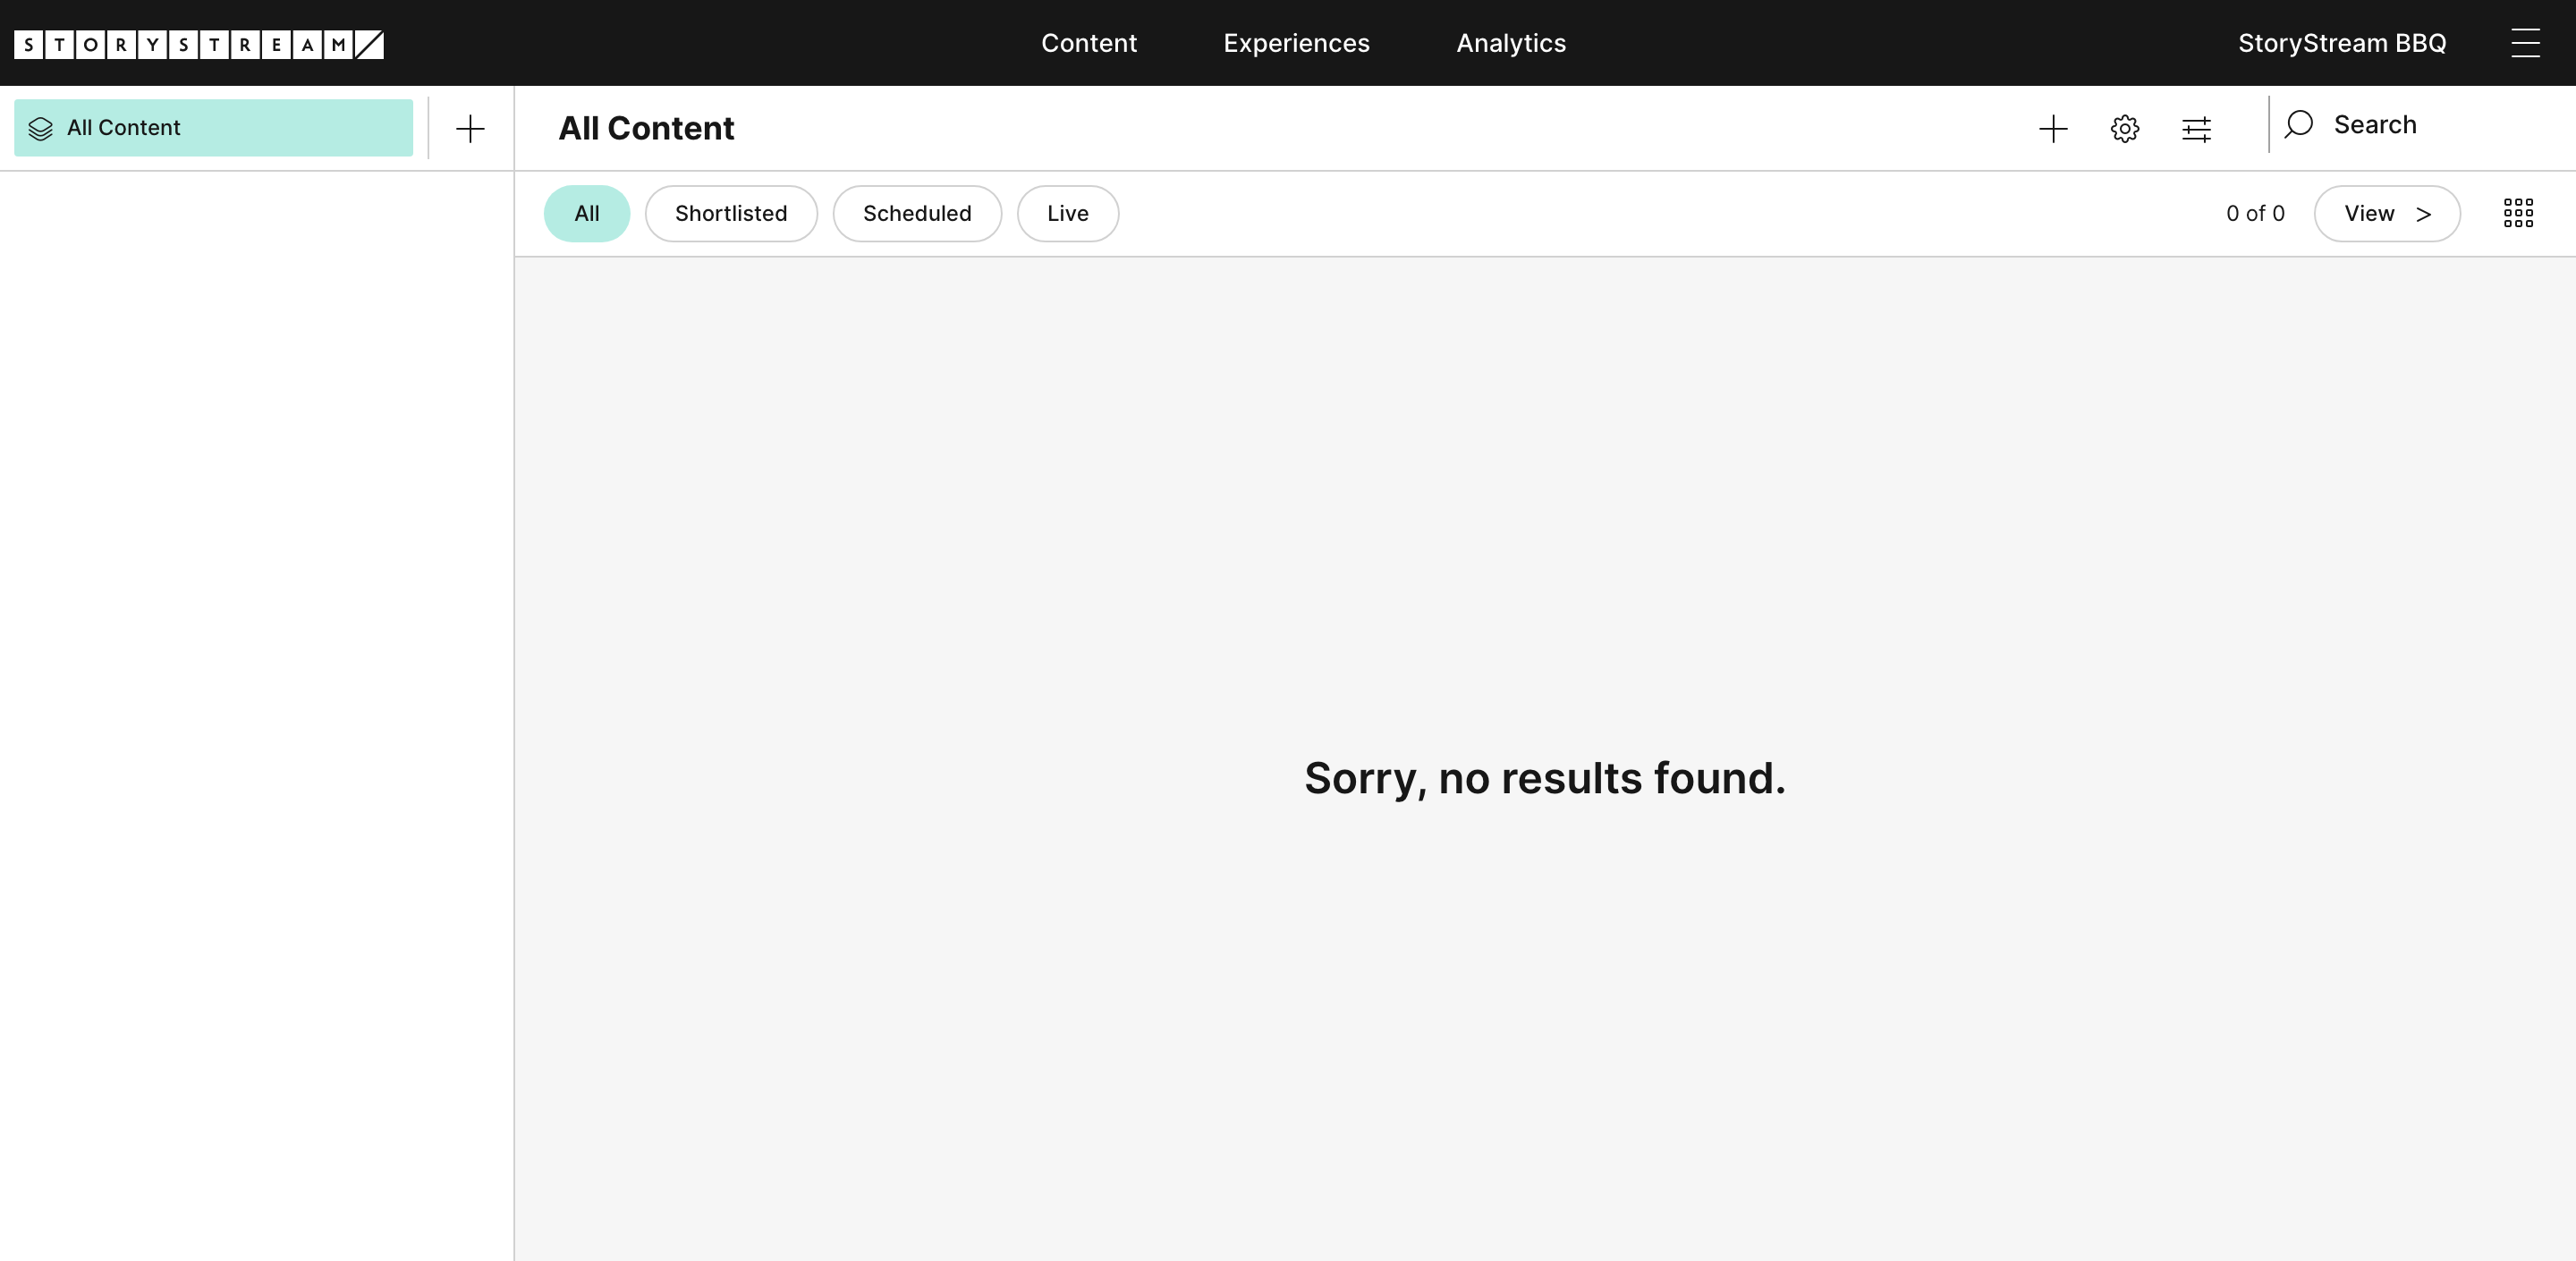 STORYSTREAM
Content Experiences Analytics
StoryStream BBQ
All Content
All Content
Search
All Shortlisted Scheduled Live
0 of 0
View >
Sorry, no results found.